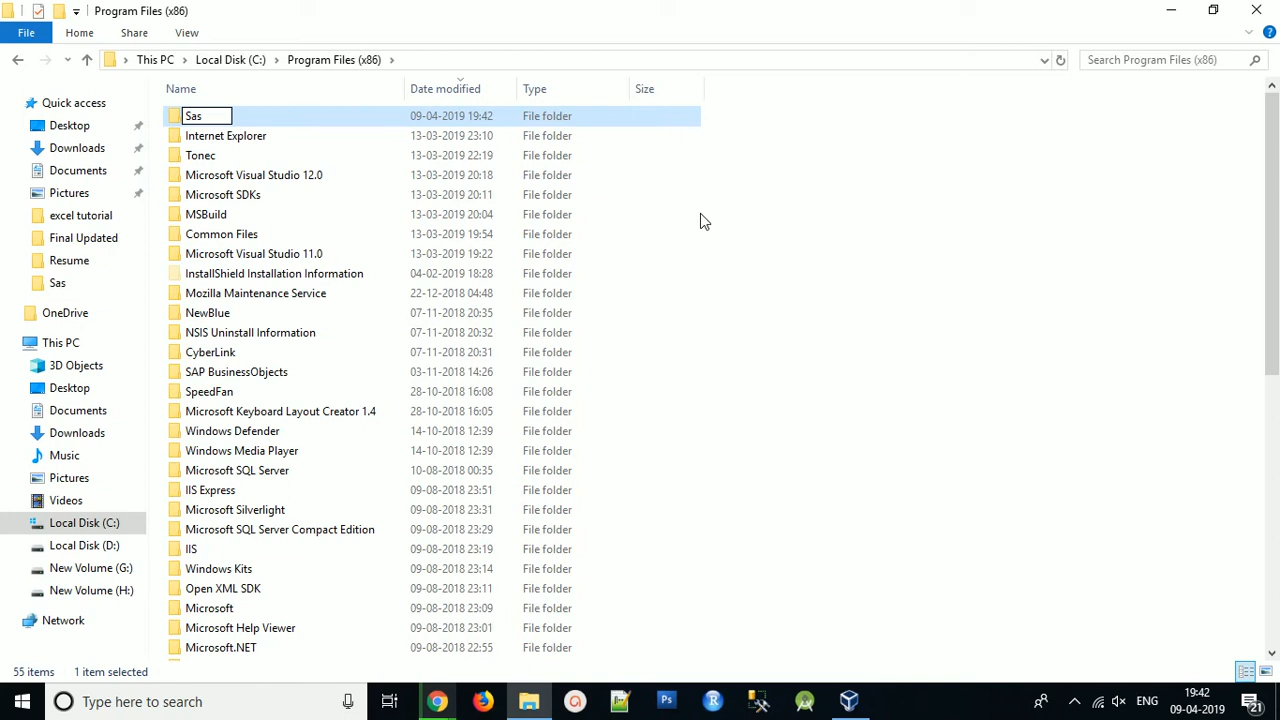 Program Files (x86)
File Home Share View
This PC Local Disk (C:) Program Files (x86) Search Program Files (x86)
Name Date modified Type Size
Quick access
Desktop
Downloads
Documents
Pictures
excel tutorial
Final Updated
Resume
Sas
OneDrive
This PC
3D Objects
Desktop
Documents
Downloads
Music
Pictures
Videos
Local Disk (C:)
Local Disk (D:)
New Volume (G:)
New Volume (H:)
Network
Sas 09-04-2019 19:42 File folder
Internet Explorer 13-03-2019 23:10 File folder
Tonec 13-03-2019 22:19 File folder
Microsoft Visual Studio 12.0 13-03-2019 20:18 File folder
Microsoft SDKs 13-03-2019 20:11 File folder
MSBuild 13-03-2019 20:04 File folder
Common Files 13-03-2019 19:54 File folder
Microsoft Visual Studio 11.0 13-03-2019 19:22 File folder
InstallShield Installation Information 04-02-2019 18:28 File folder
Mozilla Maintenance Service 22-12-2018 04:48 File folder
NewBlue 07-11-2018 20:35 File folder
NSIS Uninstall Information 07-11-2018 20:32 File folder
CyberLink 07-11-2018 20:31 File folder
SAP BusinessObjects 03-11-2018 14:26 File folder
SpeedFan 28-10-2018 16:08 File folder
Microsoft Keyboard Layout Creator 1.4 28-10-2018 16:05 File folder
Windows Defender 14-10-2018 12:39 File folder
Windows Media Player 14-10-2018 12:39 File folder
Microsoft SQL Server 10-08-2018 00:35 File folder
IIS Express 09-08-2018 23:51 File folder
Microsoft Silverlight 09-08-2018 23:31 File folder
Microsoft SQL Server Compact Edition 09-08-2018 23:29 File folder
IIS 09-08-2018 23:19 File folder
Windows Kits 09-08-2018 23:14 File folder
Open XML SDK 09-08-2018 23:11 File folder
Microsoft 09-08-2018 23:09 File folder
Microsoft Help Viewer 09-08-2018 23:01 File folder
Microsoft.NET 09-08-2018 22:55 File folder
55 items 1 item selected
Type here to search Ps R ENG 19:42
09-04-2019 21